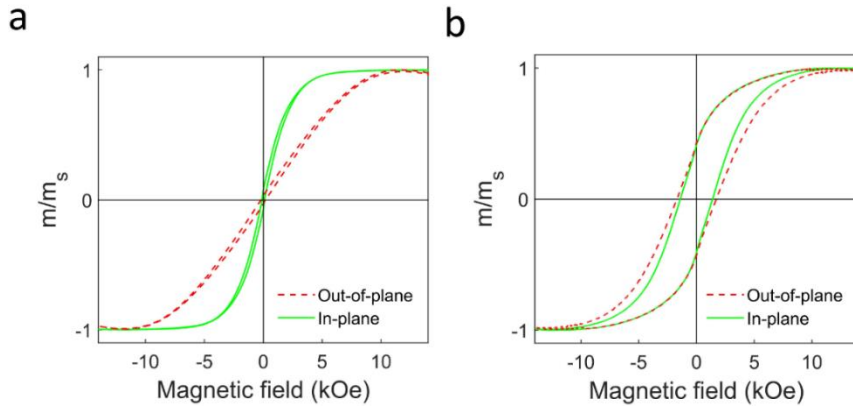 a
1
0
-1
m/m_s
-10 -5 0 5 10
Magnetic field (kOe)
Out-of-plane
In-plane
b
1
0
-1
m/m_s
-10 -5 0 5 10
Magnetic field (kOe)
Out-of-plane
In-plane